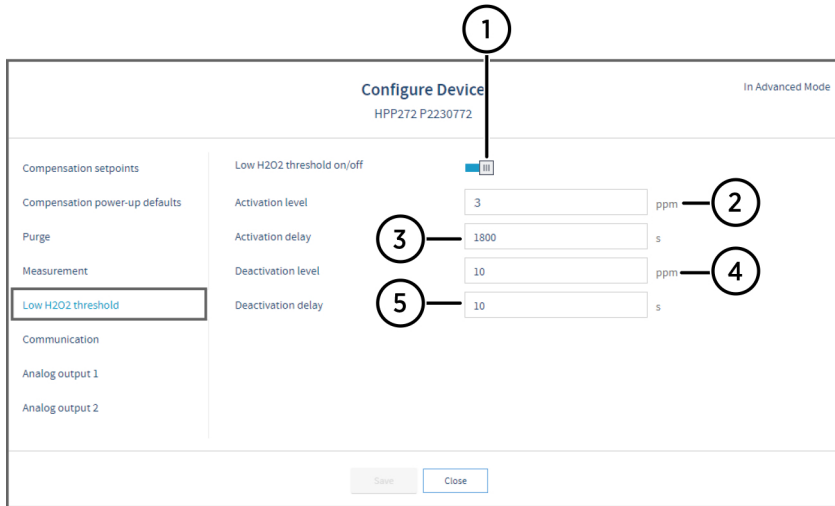 1
Configure Device
In Advanced Mode
HPP272 P2230772
Compensation setpoints
Low H2O2 threshold on/off
Compensation power-up defaults
Activation level
3
ppm
2
Purge
Activation delay
3
1800
s
Measurement
Deactivation level
10
ppm
4
Low H2O2 threshold
Deactivation delay
5
10
s
Communication
Analog output 1
Analog output 2
Save
Close